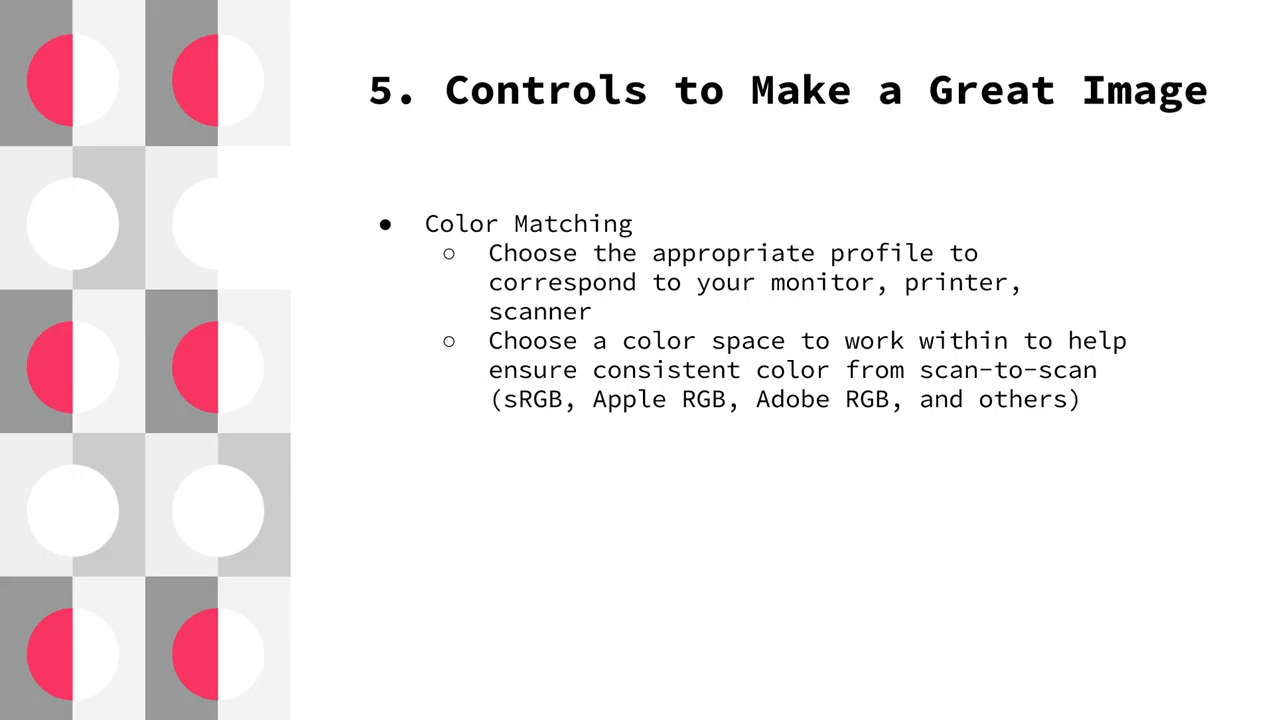 5. Controls to Make a Great Image
● Color Matching
○ Choose the appropriate profile to
correspond to your monitor, printer,
scanner
○ Choose a color space to work within to help
ensure consistent color from scan-to-scan
(sRGB, Apple RGB, Adobe RGB, and others)